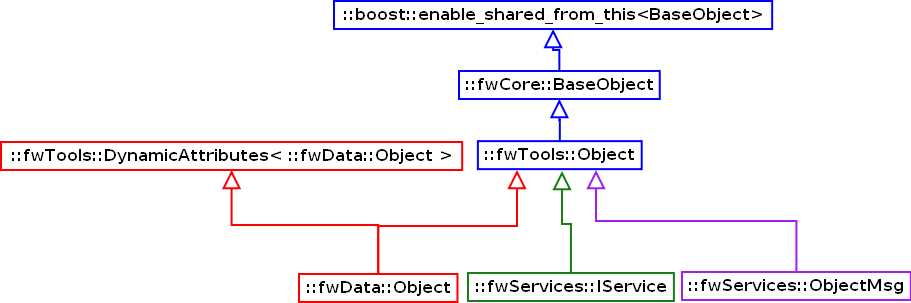 ::boost::enable_shared_from_this<BaseObject>
::fwCore::BaseObject
::fwTools::DynamicAttributes< ::fwData::Object >
::fwTools::Object
::fwData::Object
::fwServices::IService
::fwServices::ObjectMsg